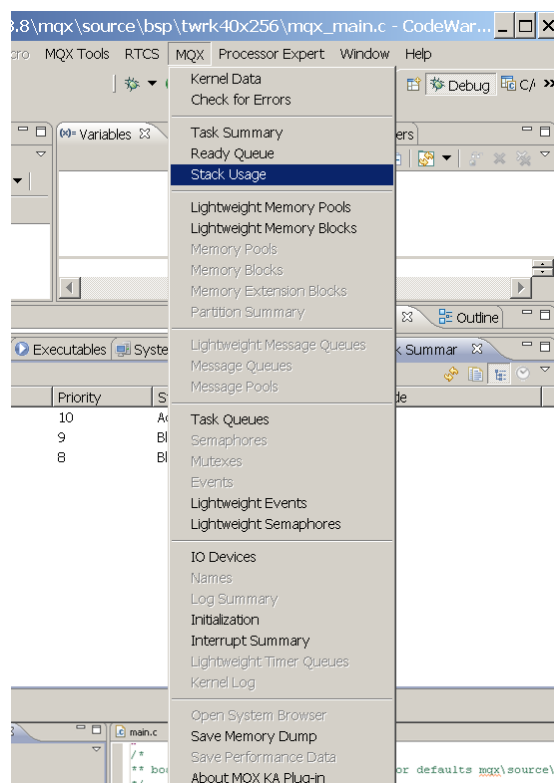 3.8\mqx\source\bsp\twrk40x256\mqx_main.c - CodeWar...
MQX Tools RTCS MQX Processor Expert Window Help
Debug C/
Variables
Kernel Data
Check for Errors
Task Summary
Ready Queue
Stack Usage
Lightweight Memory Pools
Lightweight Memory Blocks
Memory Pools
Memory Blocks
Memory Extension Blocks
Partition Summary
Outline
Executables
Lightweight Message Queues
Message Queues
Message Pools
Summar
Priority
10
9
8
Task Queues
Semaphores
Mutexes
Events
Lightweight Events
Lightweight Semaphores
IO Devices
Names
Log Summary
Initialization
Interrupt Summary
Lightweight Timer Queues
Kernel Log
Open System Browser
Save Memory Dump
Save Performance Data
About MQX KA Plug-in
main.c
/*
** or defaults mqx\source\